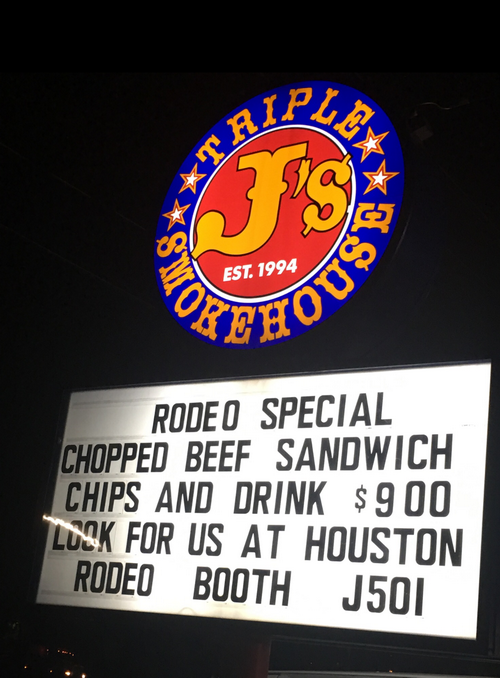 TRIPLE
J's
EST. 1994
SMOKEHOUSE
RODEO SPECIAL
CHOPPED BEEF SANDWICH
CHIPS AND DRINK $900
LOOK FOR US AT HOUSTON
RODEO BOOTH J501